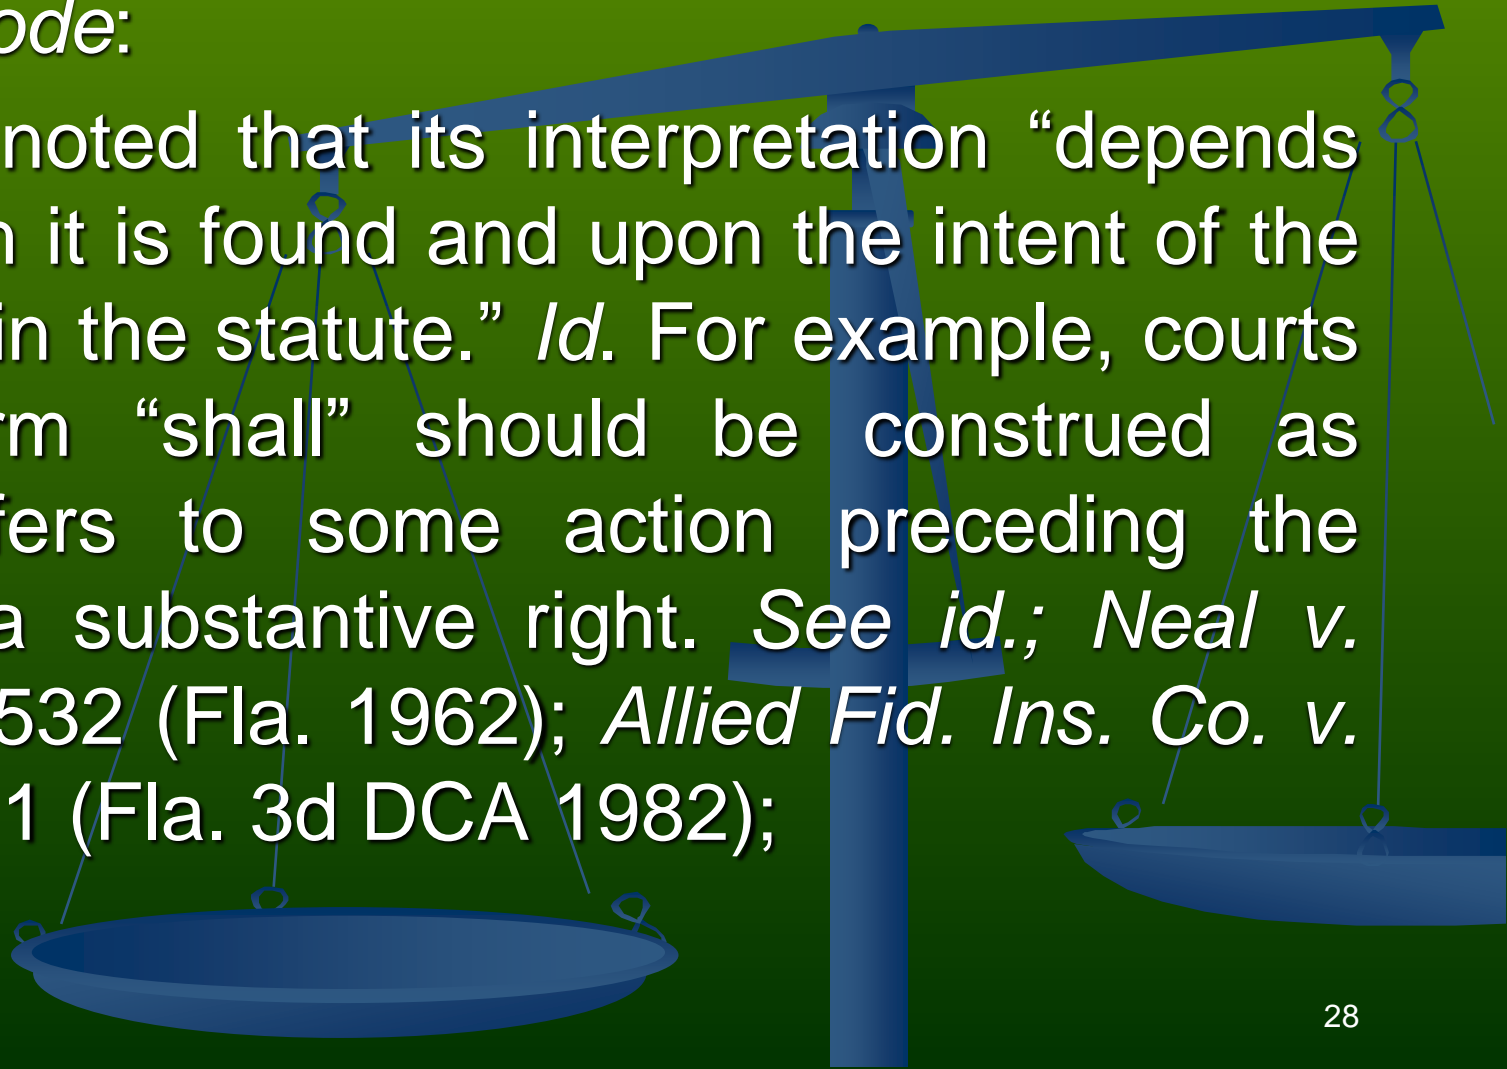 ode:
noted that its interpretation “depends
n it is found and upon the intent of the
in the statute.” Id. For example, courts
rm “shall” should be construed as
fers to some action preceding the
a substantive right. See id.; Neal v.
532 (Fla. 1962); Allied Fid. Ins. Co. v.
1 (Fla. 3d DCA 1982);
28